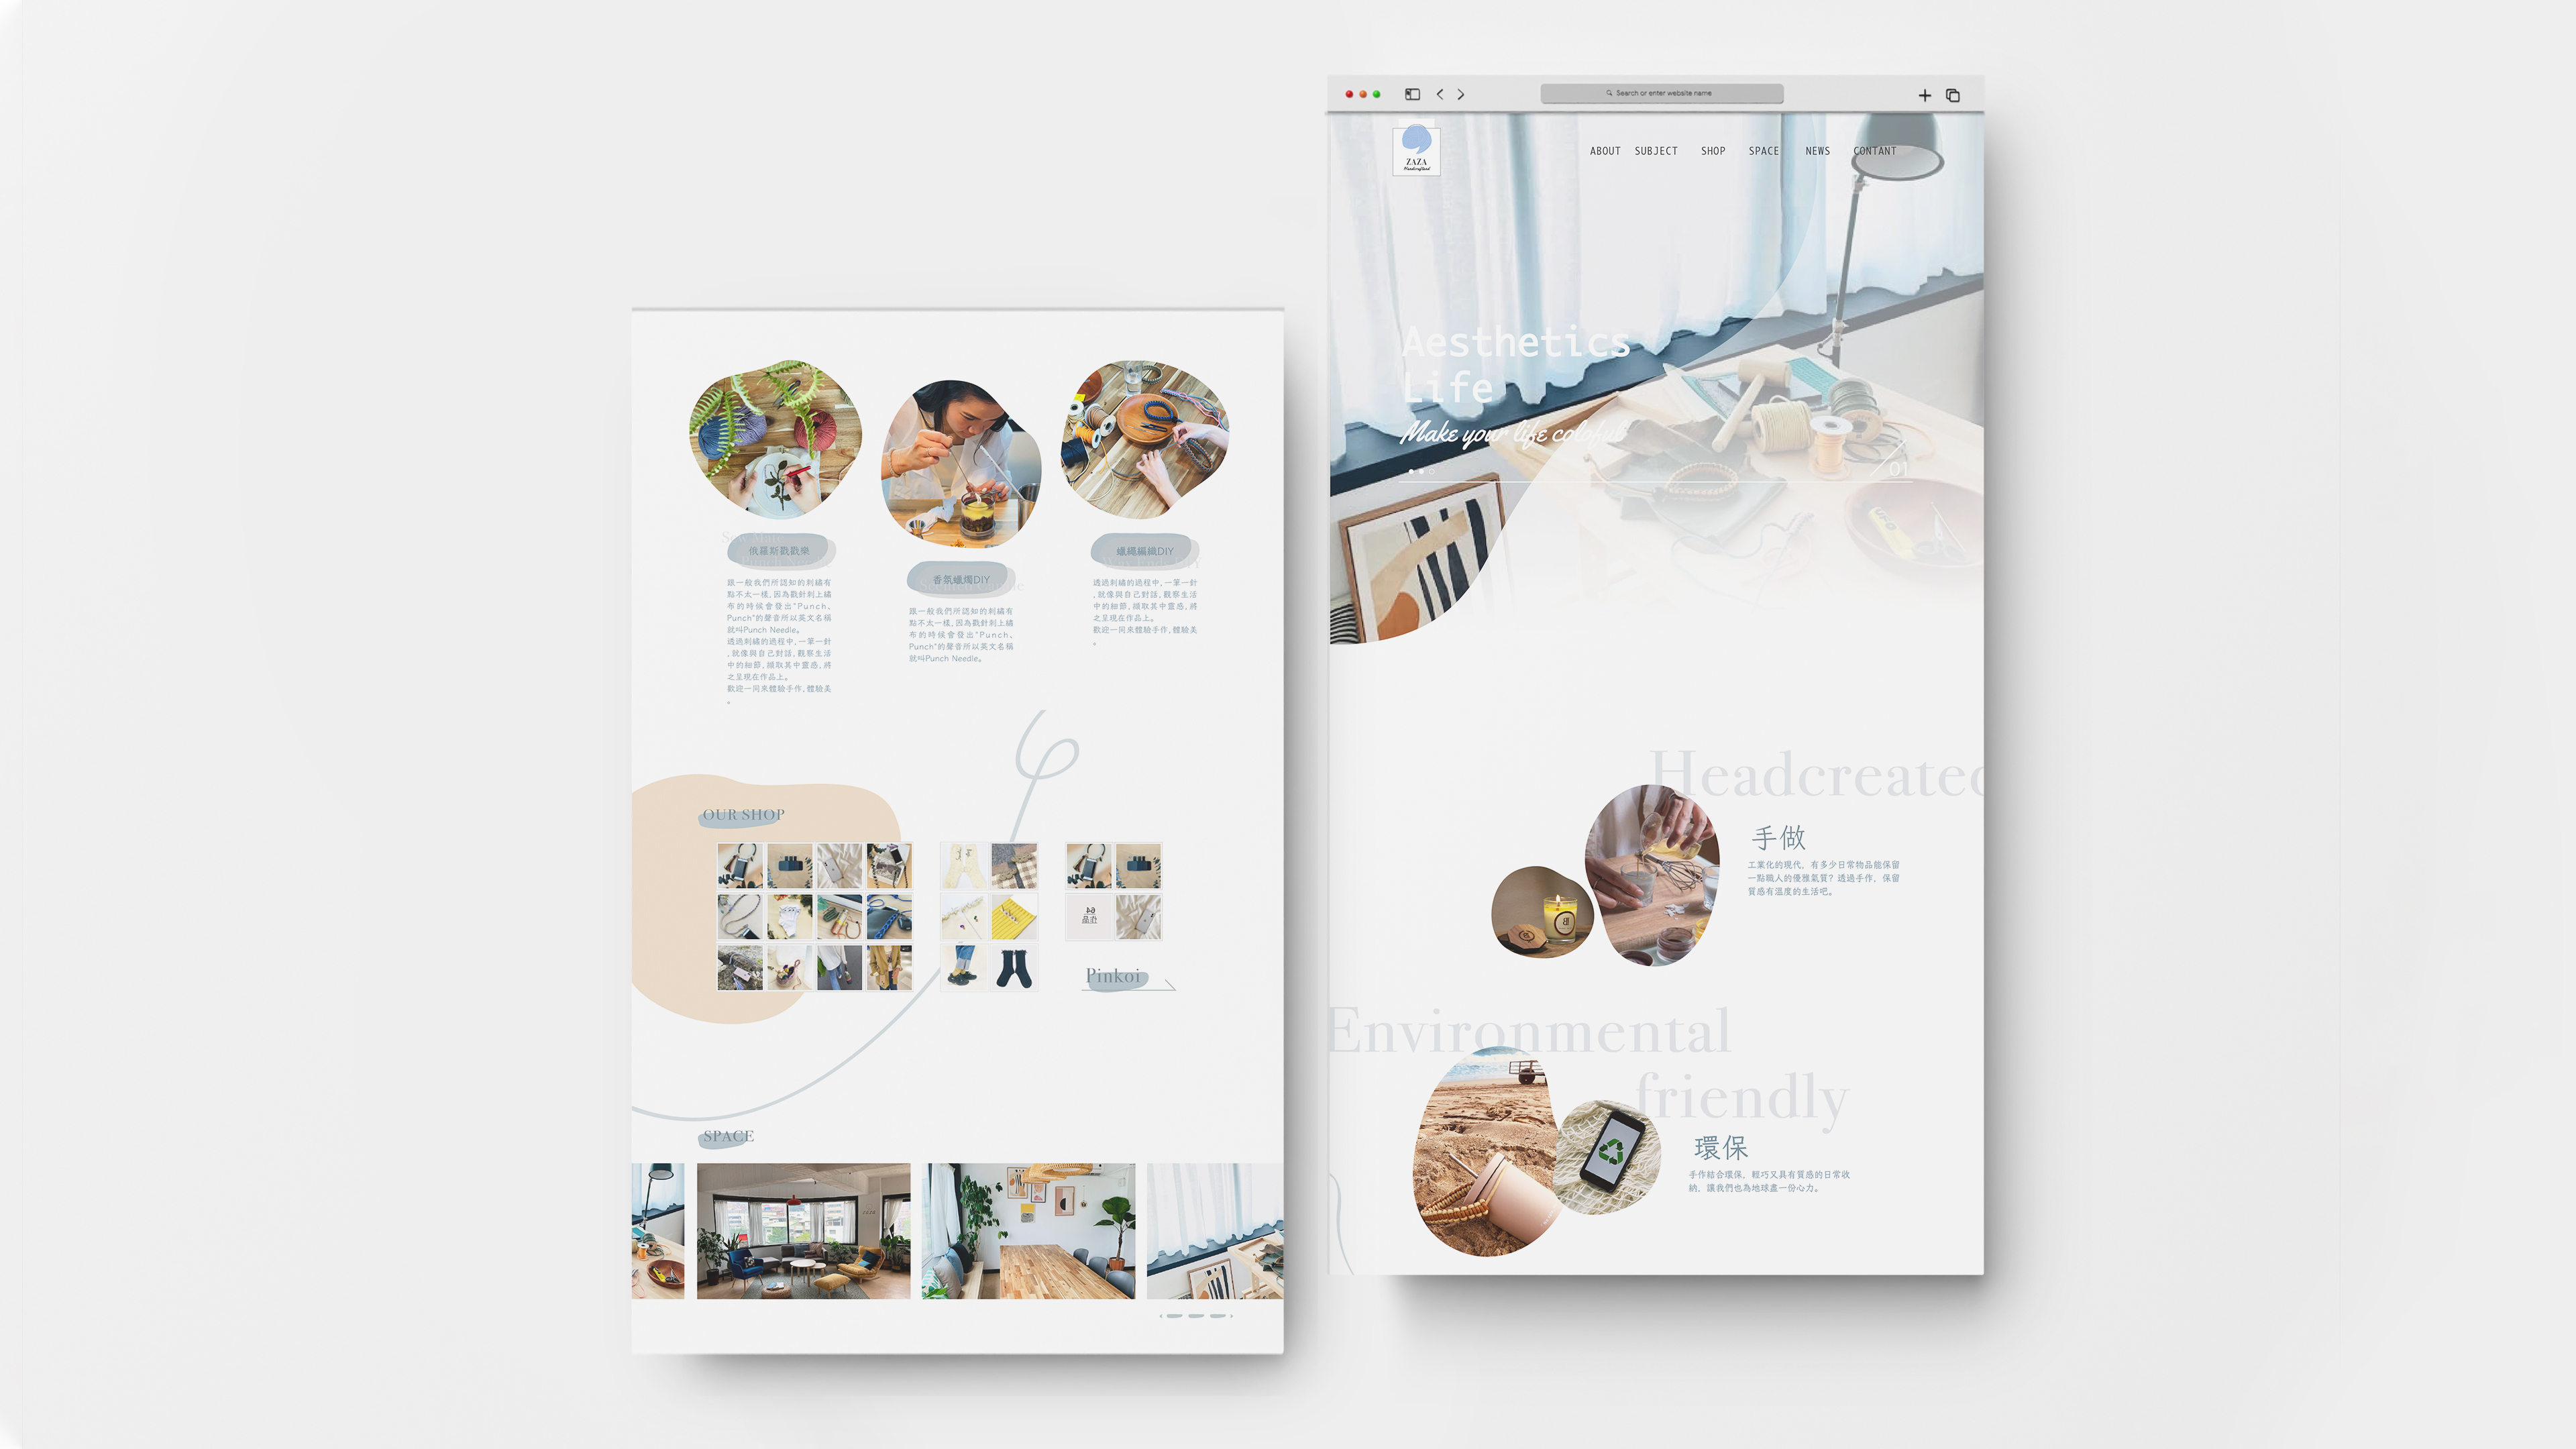 Search or enter website name
ZAZA
Handcrafted
ABOUT SUBJECT SHOP SPACE NEWS CONTANT
Aesthetics
Life
Make your life coloful
01
Headcreated
手做
工業化的現代，有多少日常物品能保留
一點職人的優雅氣質？透過手作，保留
質感有溫度的生活吧。
Environmental
friendly
環保
手作結合環保，輕巧又具有質感的日常收
納，讓我們也為地球盡一份心力。
俄羅斯戳戳樂
跟一般我們所認知的刺繡有
點不太一樣，因為戳針刺上繡
布的時候會發出"Punch，
Punch"的聲音所以英文名稱
就叫Punch Needle。
透過刺繡的過程中，一筆一針
，就像與自己對話，觀察生活
中的細節，擷取其中靈感，將
之呈現在作品上。
歡迎一同來體驗手作，體驗美
。
香氛蠟燭DIY
跟一般我們所認知的刺繡有
點不太一樣，因為戳針刺上繡
布的時候會發出"Punch，
Punch"的聲音所以英文名稱
就叫Punch Needle。
蠟繩編織DIY
透過刺繡的過程中，一筆一針
，就像與自己對話，觀察生活
中的細節，擷取其中靈感，將
之呈現在作品上。
歡迎一同來體驗手作，體驗美
。
OUR SHOP
Pinkoi
SPACE